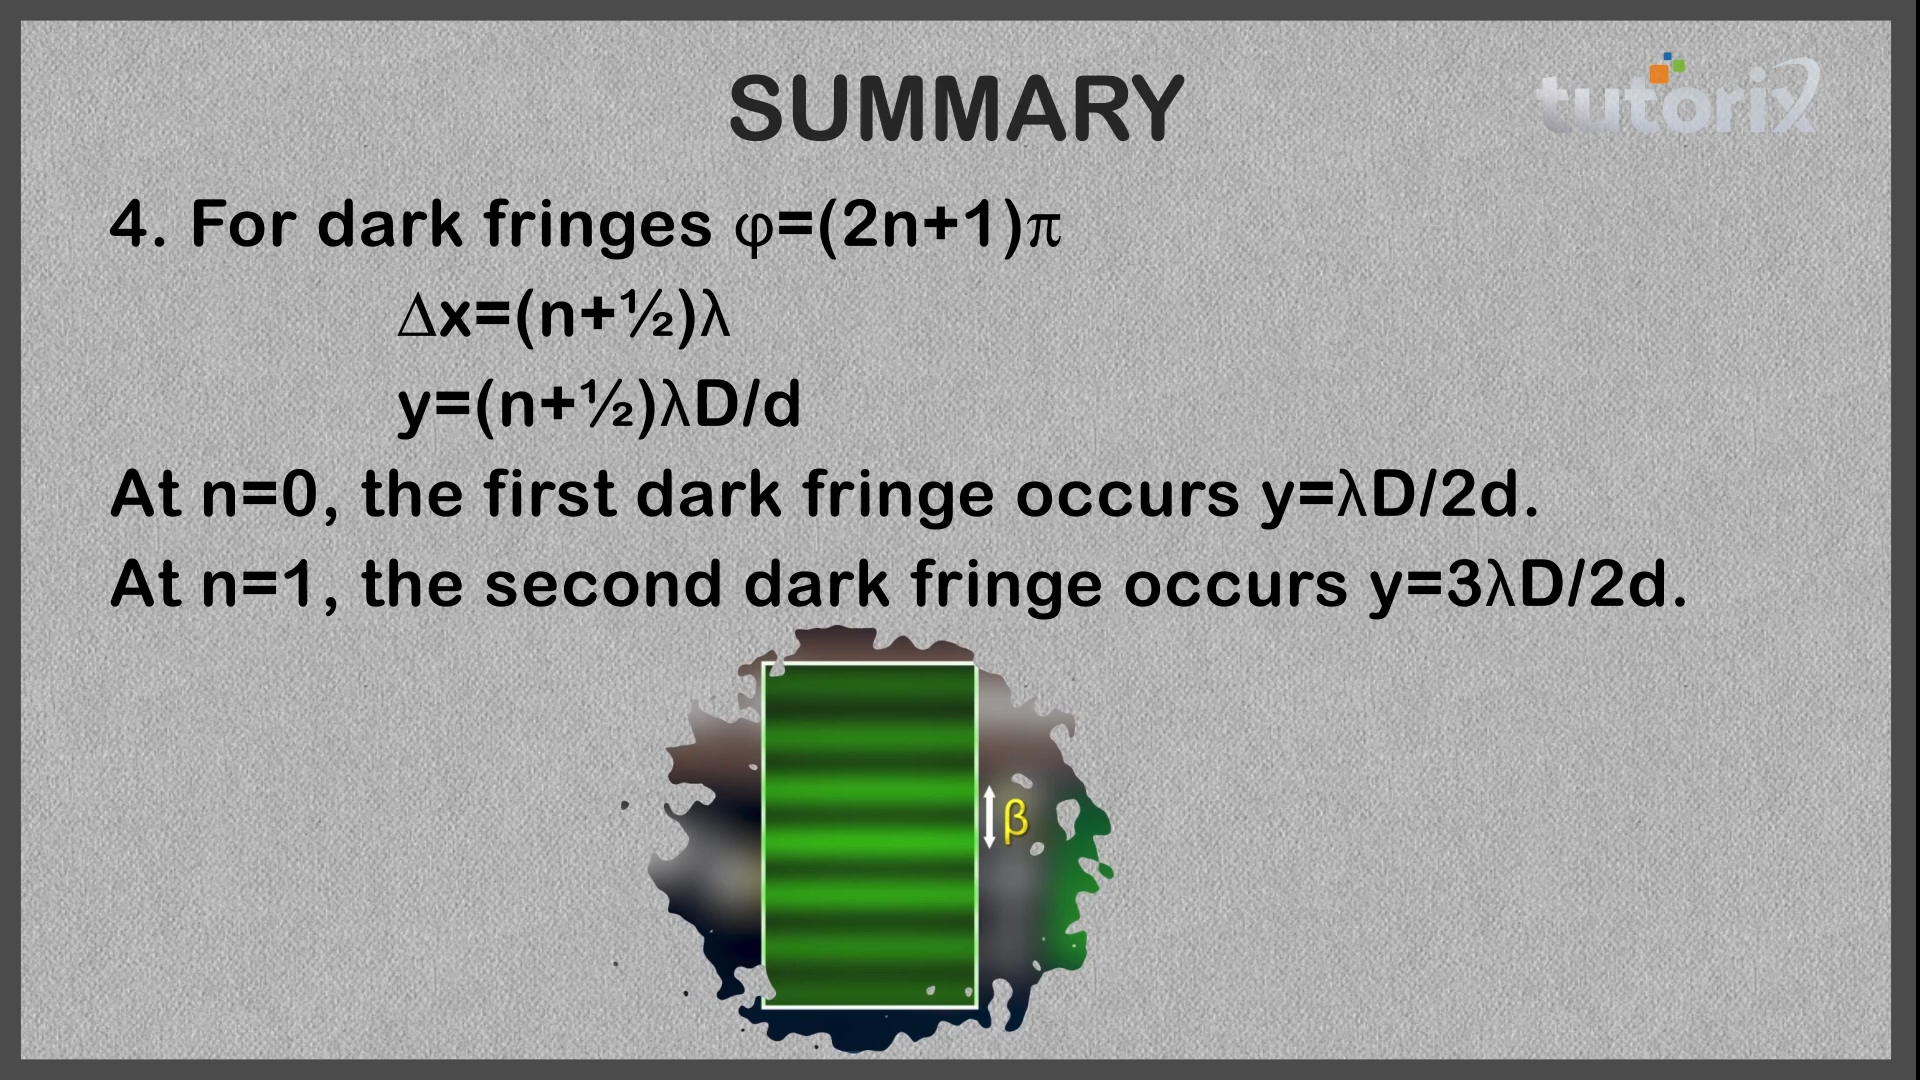 tutorix
SUMMARY
4. For dark fringes φ=(2n+1)π
Δx=(n+½)λ
y=(n+½)λD/d
At n=0, the first dark fringe occurs y=λD/2d.
At n=1, the second dark fringe occurs y=3λD/2d.
β